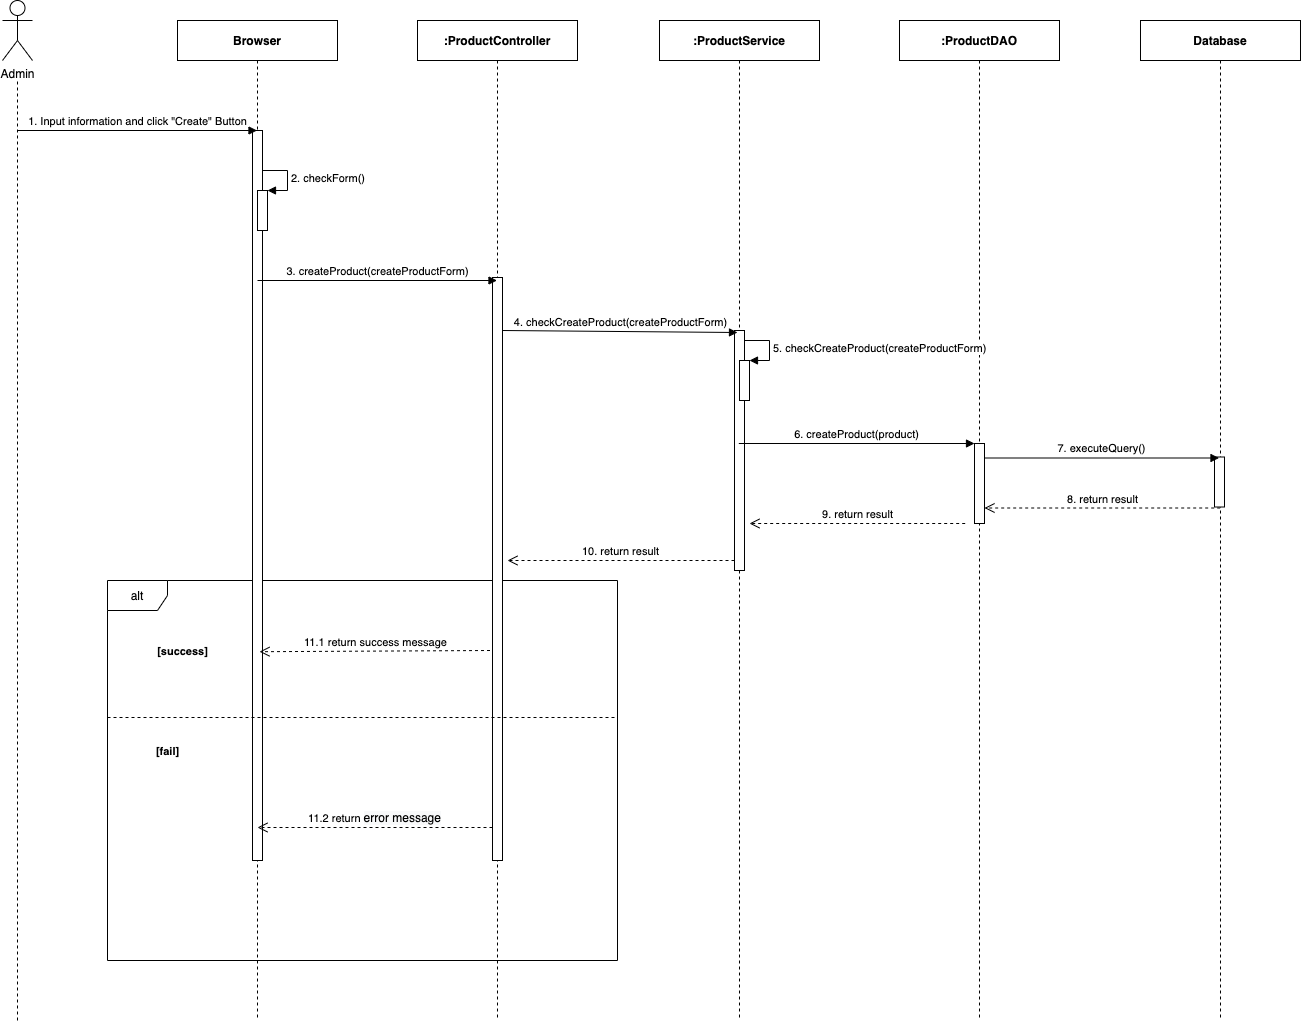 Admin
Browser
:ProductController
:ProductService
:ProductDAO
Database
1. Input information and click "Create" Button
2. checkForm()
3. createProduct(createProductForm)
4. checkCreateProduct(createProductForm)
5. checkCreateProduct(createProductForm)
6. createProduct(product)
7. executeQuery()
8. return result
9. return result
10. return result
alt
[success]
11.1 return success message
[fail]
11.2 return error message